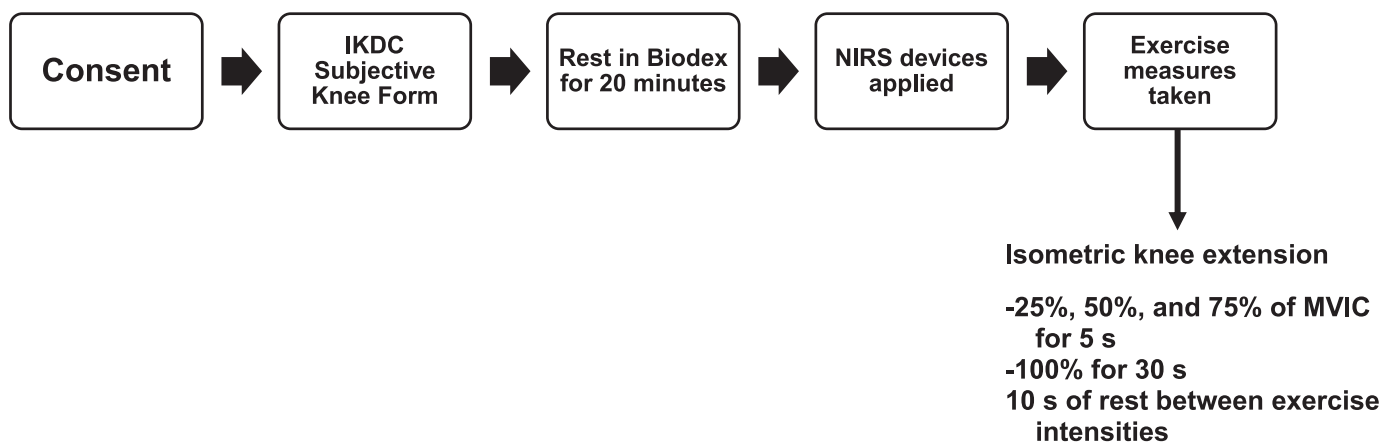 Consent
IKDC
Subjective
Knee Form
Rest in Biodex
for 20 minutes
NIRS devices
applied
Exercise
measures
taken
Isometric knee extension
-25%, 50%, and 75% of MVIC
for 5 s
-100% for 30 s
10 s of rest between exercise
intensities